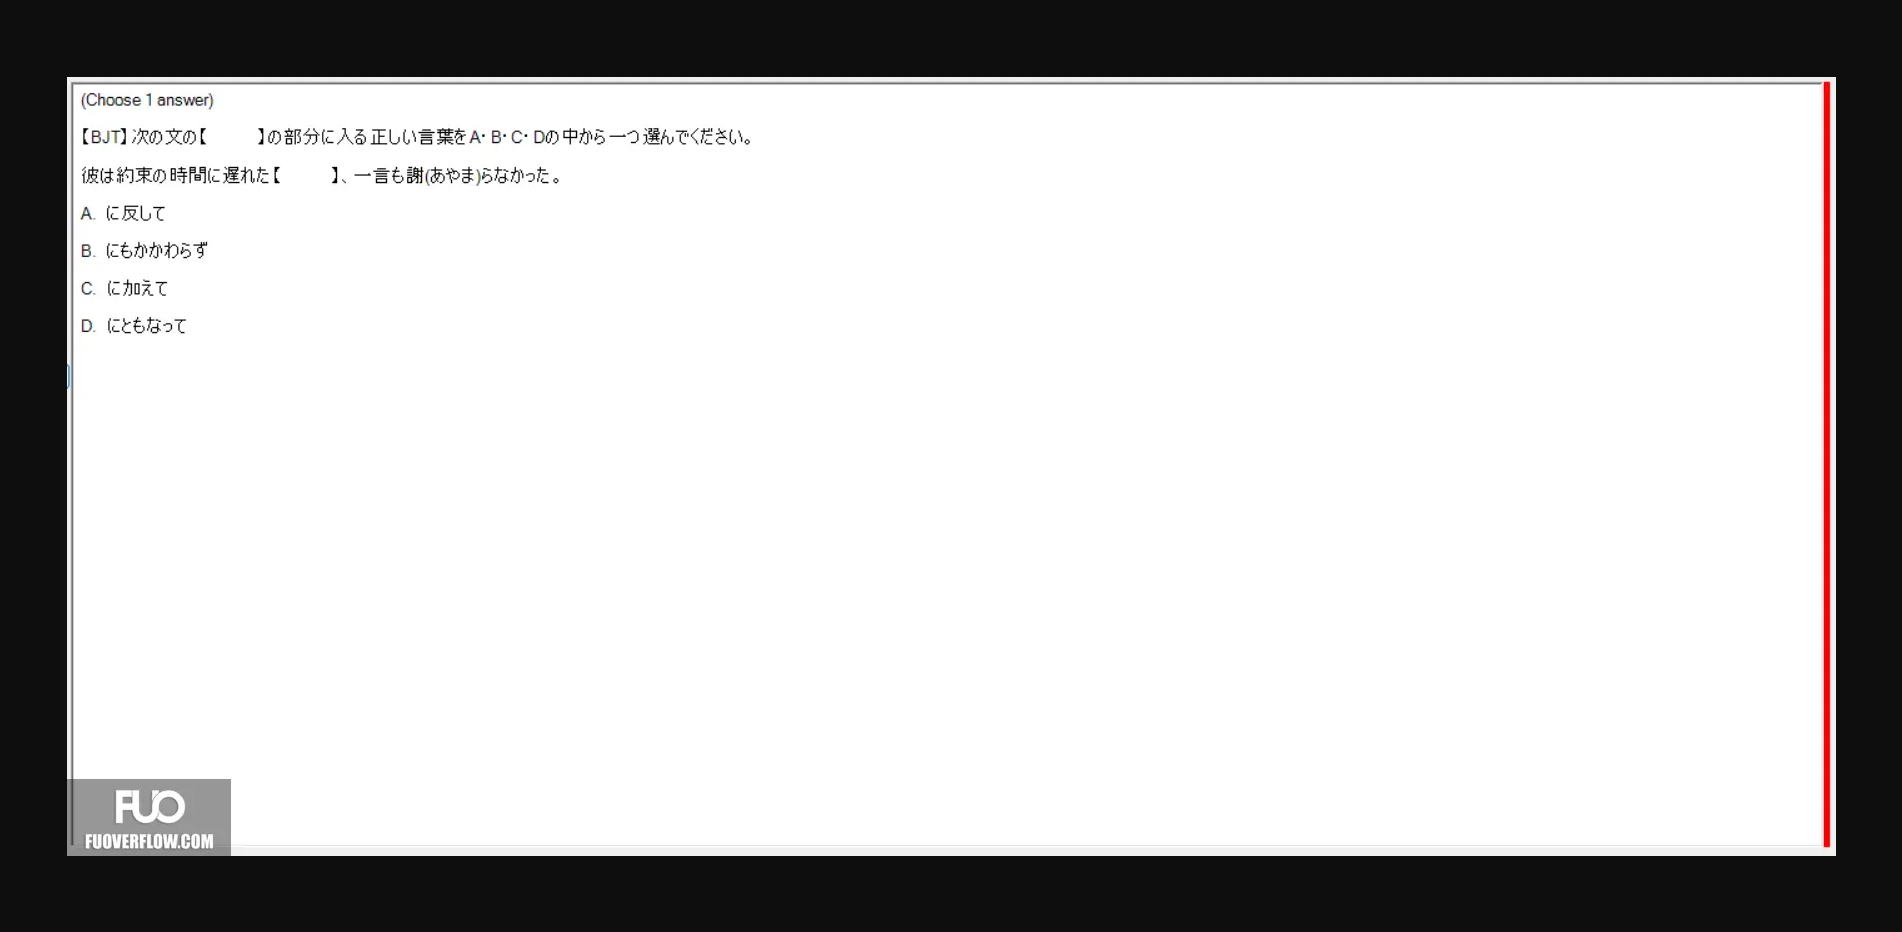 (Choose 1 answer)
【BJT】次の文の【　　　】の部分に入る正しい言葉をA・B・C・Dの中から一つ選んでください。
彼は約束の時間に遅れた【　　　】、一言も謝(あやま)らなかった。
A. に反して
B. にもかかわらず
C. に加えて
D. にともなって
FUO
FUOVERFLOW.COM